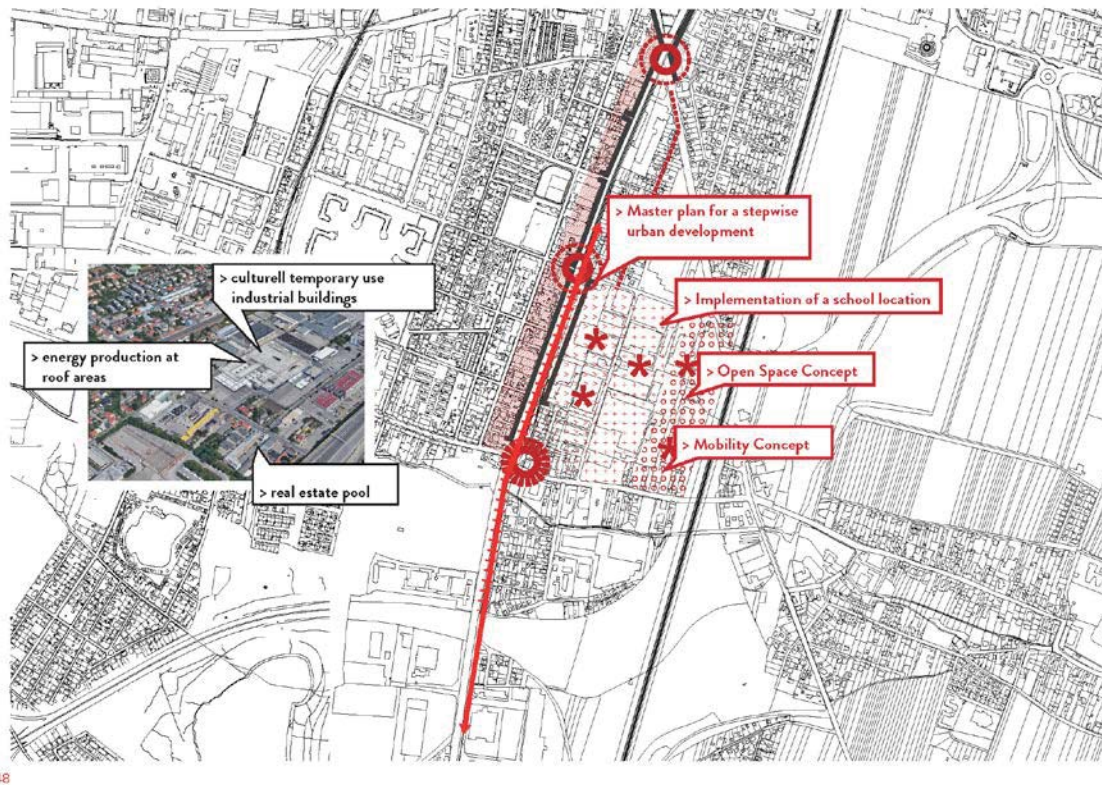 > Master plan for a stepwise
urban development
> culturell temporary use
industrial buildings
> Implementation of a school location
> energy production at
roof areas
> Open Space Concept
> Mobility Concept
> real estate pool
48